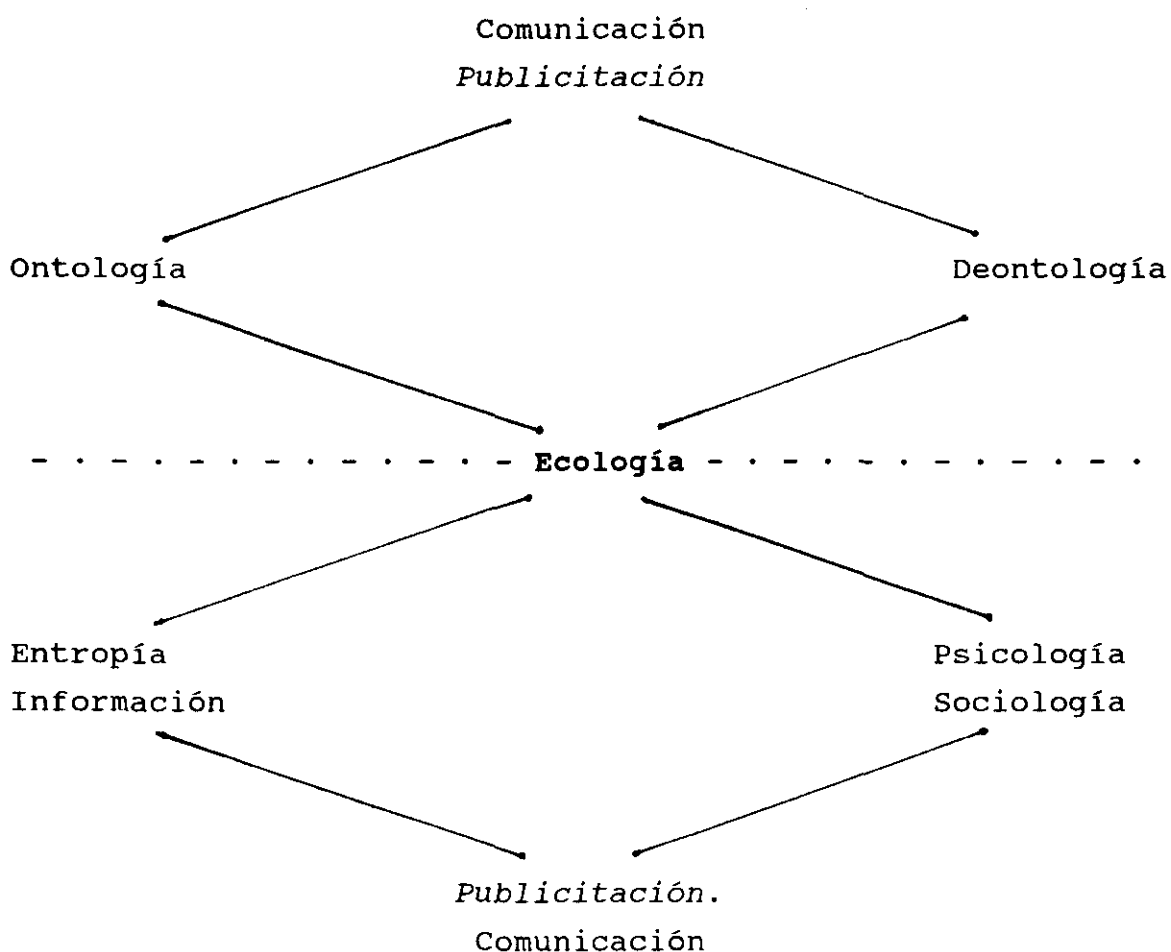 Comunicación
Publicitación
Ontología Deontología
- · - · - · - · - · - · - Ecología - · - · - · - · - · - ·
Entropía Psicología
Información Sociología
Publicitación.
Comunicación